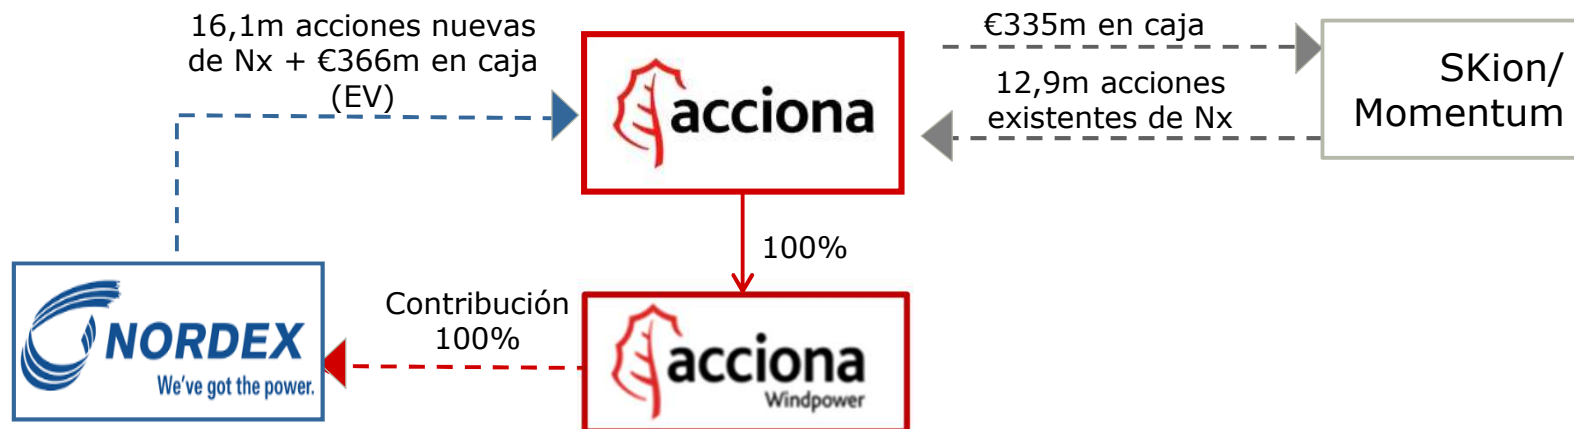 16,1m acciones nuevas
de Nx + €366m en caja
(EV)
acciona
€335m en caja
12,9m acciones
existentes de Nx
SKion/
Momentum
100%
NORDEX
We've got the power.
Contribución
100%
acciona
Windpower